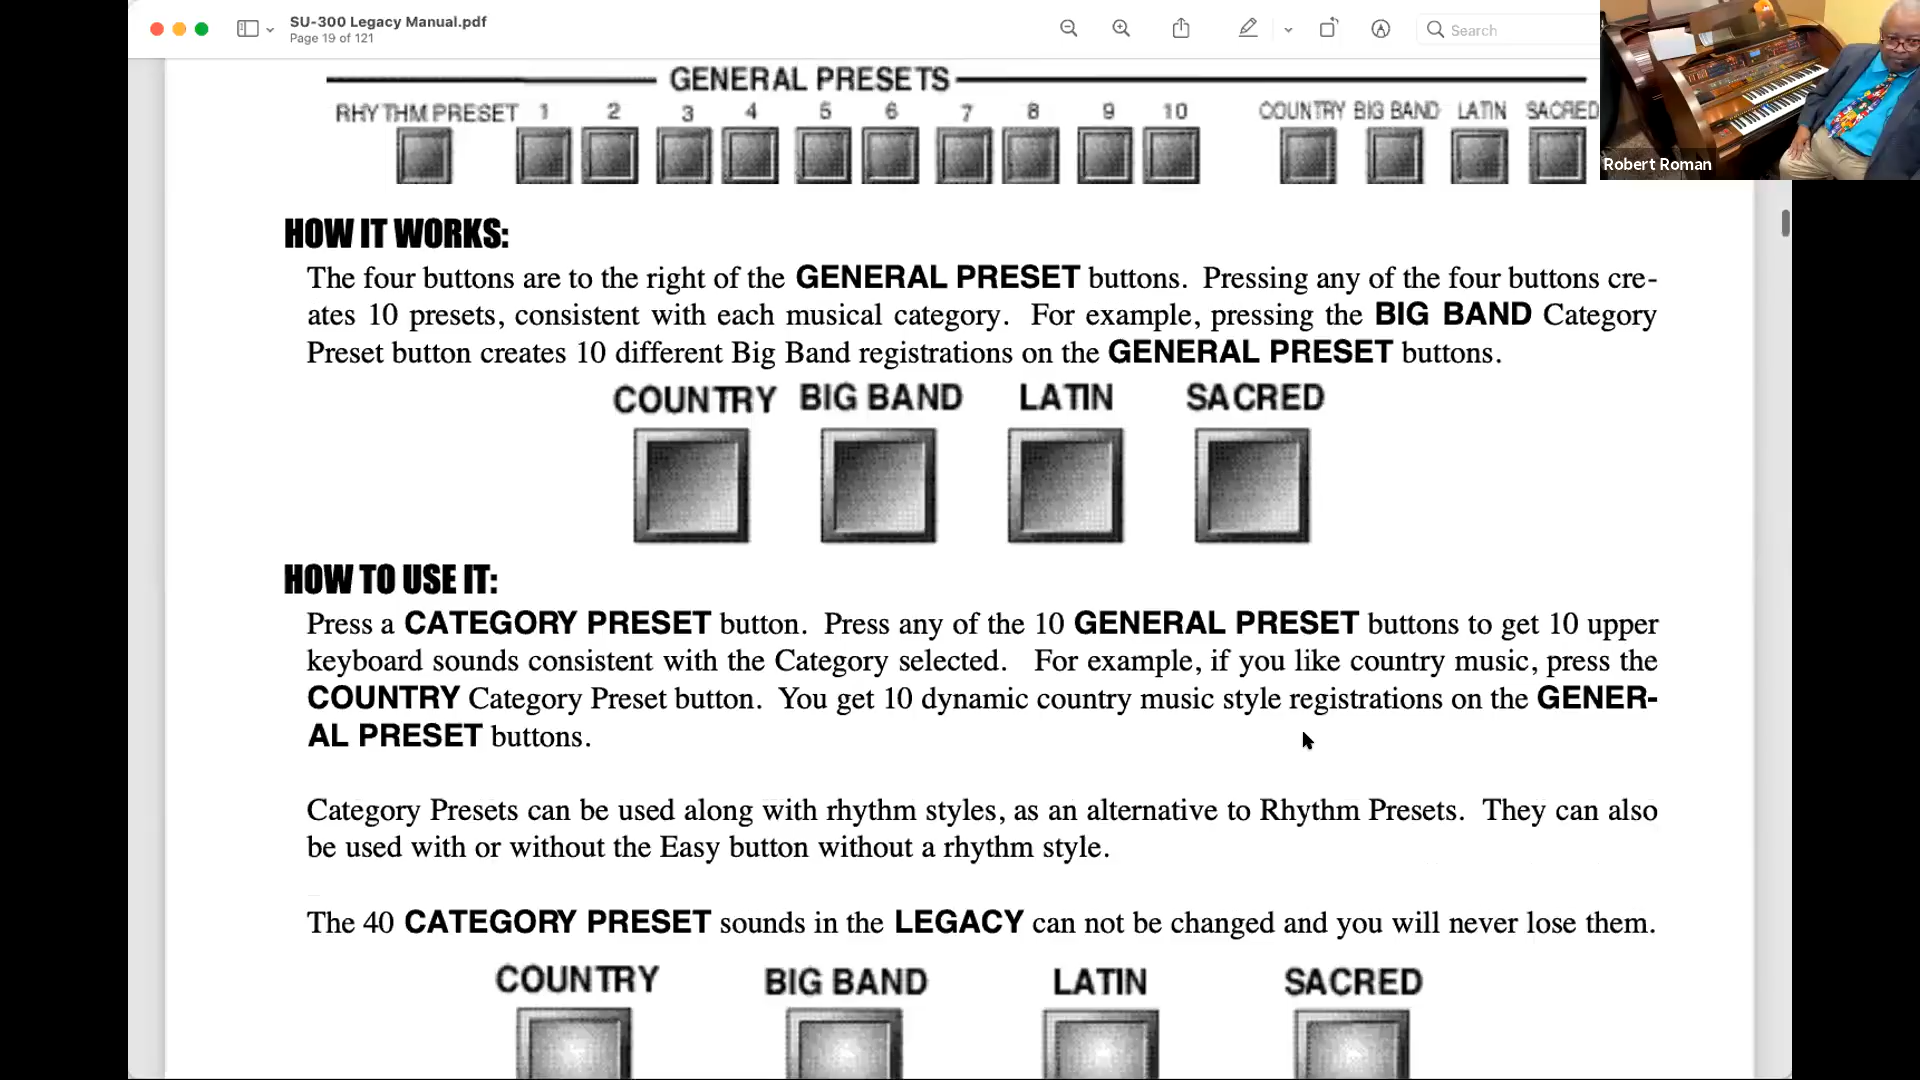 SU-300 Legacy Manual.pdf
Page 19 of 121
Search
Robert Roman
GENERAL PRESETS
RHYTHM PRESET 1 2 3 4 5 6 7 8 9 10 COUNTRY BIG BAND LATIN SACRED
HOW IT WORKS:
The four buttons are to the right of the GENERAL PRESET buttons. Pressing any of the four buttons cre-
ates 10 presets, consistent with each musical category. For example, pressing the BIG BAND Category
Preset button creates 10 different Big Band registrations on the GENERAL PRESET buttons.
COUNTRY BIG BAND LATIN SACRED
HOW TO USE IT:
Press a CATEGORY PRESET button. Press any of the 10 GENERAL PRESET buttons to get 10 upper
keyboard sounds consistent with the Category selected. For example, if you like country music, press the
COUNTRY Category Preset button. You get 10 dynamic country music style registrations on the GENER-
AL PRESET buttons.
Category Presets can be used along with rhythm styles, as an alternative to Rhythm Presets. They can also
be used with or without the Easy button without a rhythm style.
The 40 CATEGORY PRESET sounds in the LEGACY can not be changed and you will never lose them.
COUNTRY BIG BAND LATIN SACRED